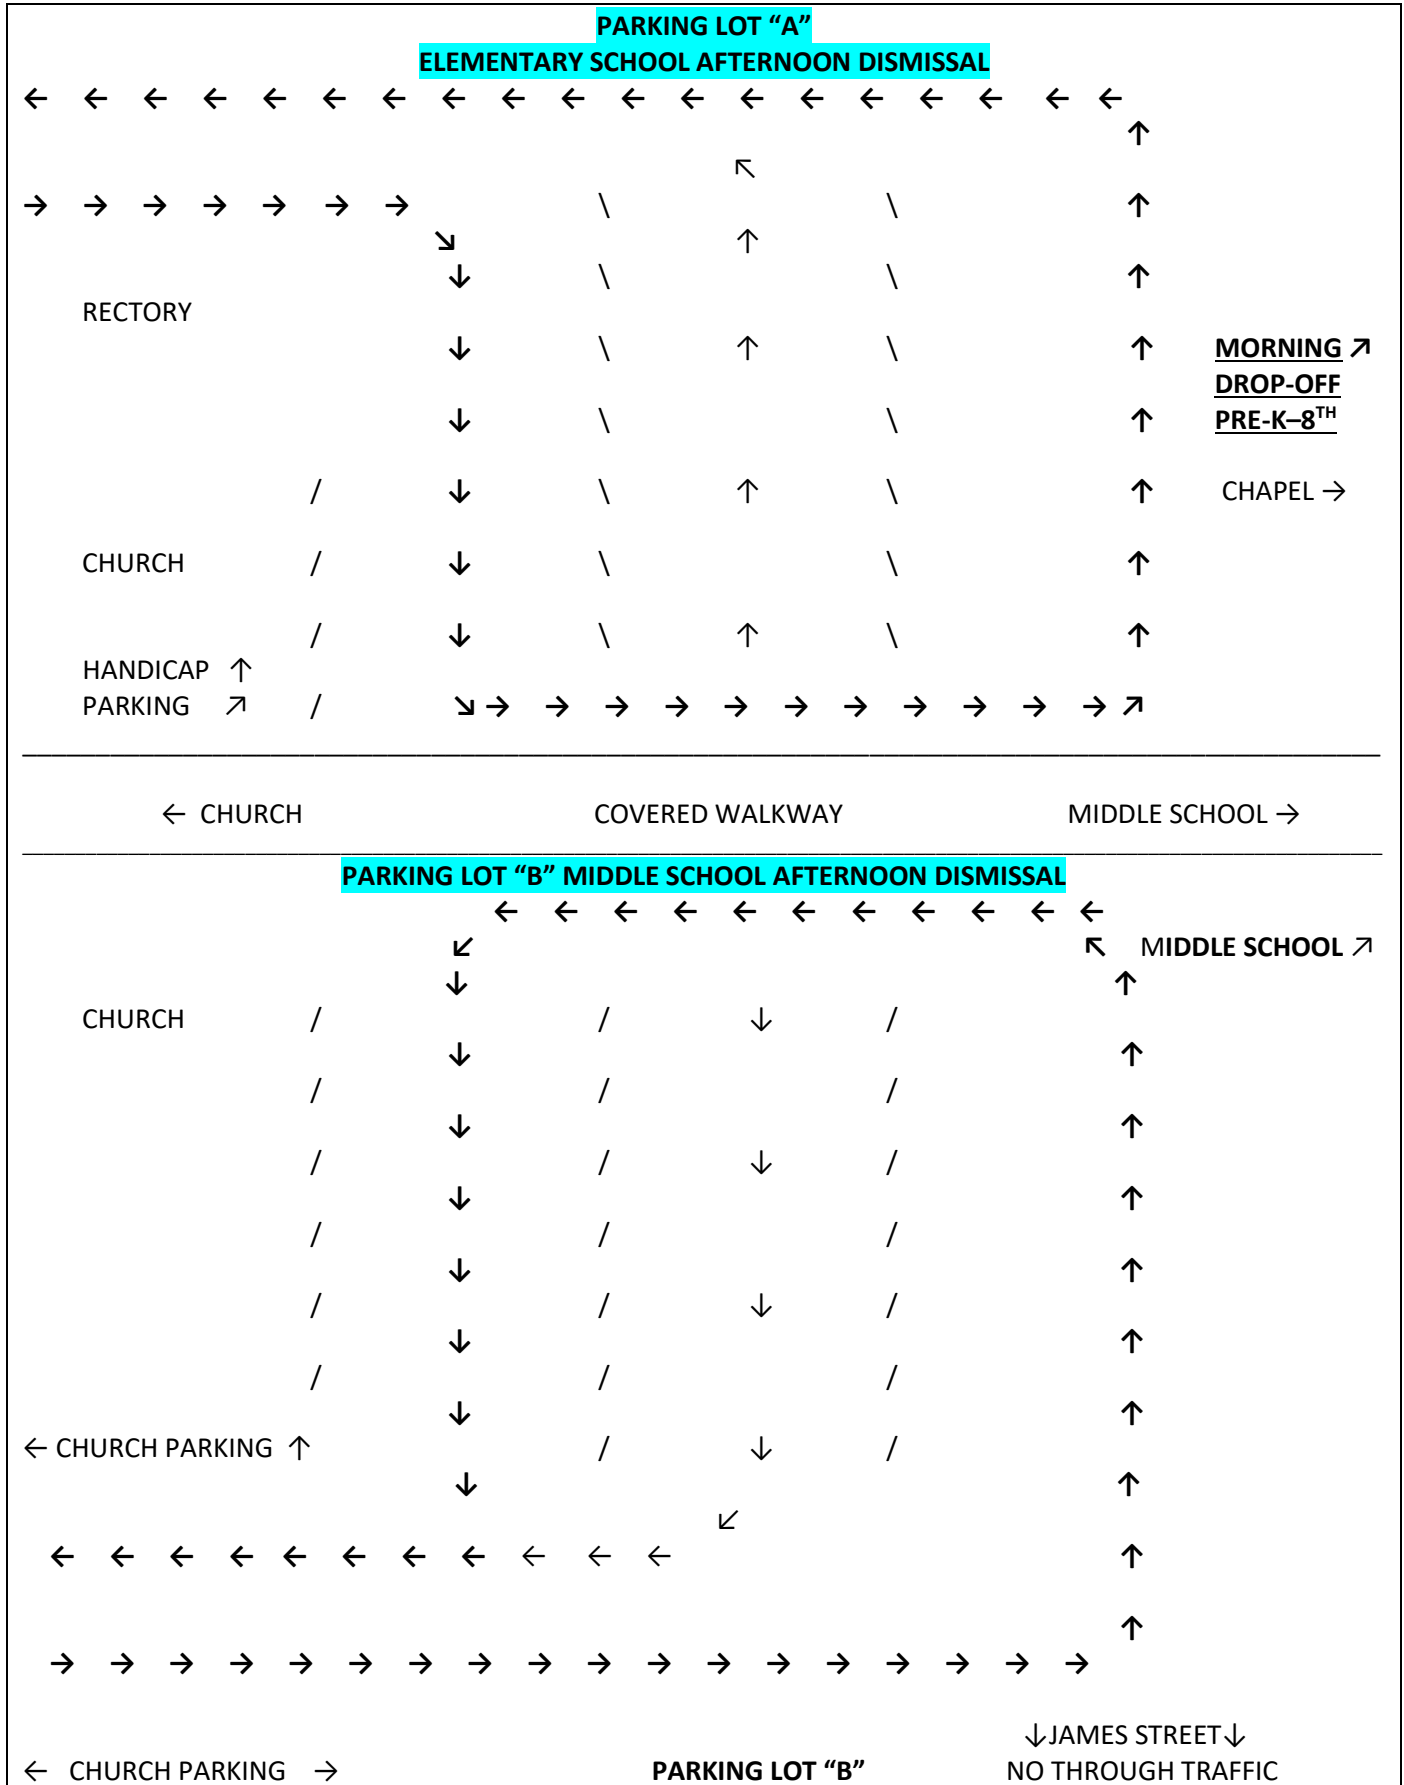 PARKING LOT “A”
ELEMENTARY SCHOOL AFTERNOON DISMISSAL
← ← ← ← ← ← ← ← ← ← ← ← ← ← ← ← ← ← ←
↑
↖
→ → → → → → → \ \ ↑
↘ ↑
↓ \ \ ↑
RECTORY
↓ \ ↑ \ ↑ MORNING ↗
DROP-OFF
↓ \ \ ↑ PRE-K–8TH
/ ↓ \ ↑ \ ↑ CHAPEL →
CHURCH / ↓ \ \ ↑
/ ↓ \ ↑ \ ↑
HANDICAP ↑
PARKING ↗ / ↘ → → → → → → → → → → → ↗
← CHURCH COVERED WALKWAY MIDDLE SCHOOL →
PARKING LOT “B” MIDDLE SCHOOL AFTERNOON DISMISSAL
← ← ← ← ← ← ← ← ← ← ←
↙ ↖ MIDDLE SCHOOL ↗
↓ ↑
CHURCH / / ↓ /
↓ ↑
/ / /
↓ ↑
/ / ↓ /
↓ ↑
/ / /
↓ ↑
/ / ↓ /
↓ ↑
/ / /
↓ ↑
← CHURCH PARKING ↑ / ↓ /
↓ ↑
↙
← ← ← ← ← ← ← ← ← ← ← ↑
↑
→ → → → → → → → → → → → → → → → → →
↓JAMES STREET↓
← CHURCH PARKING → PARKING LOT “B” NO THROUGH TRAFFIC